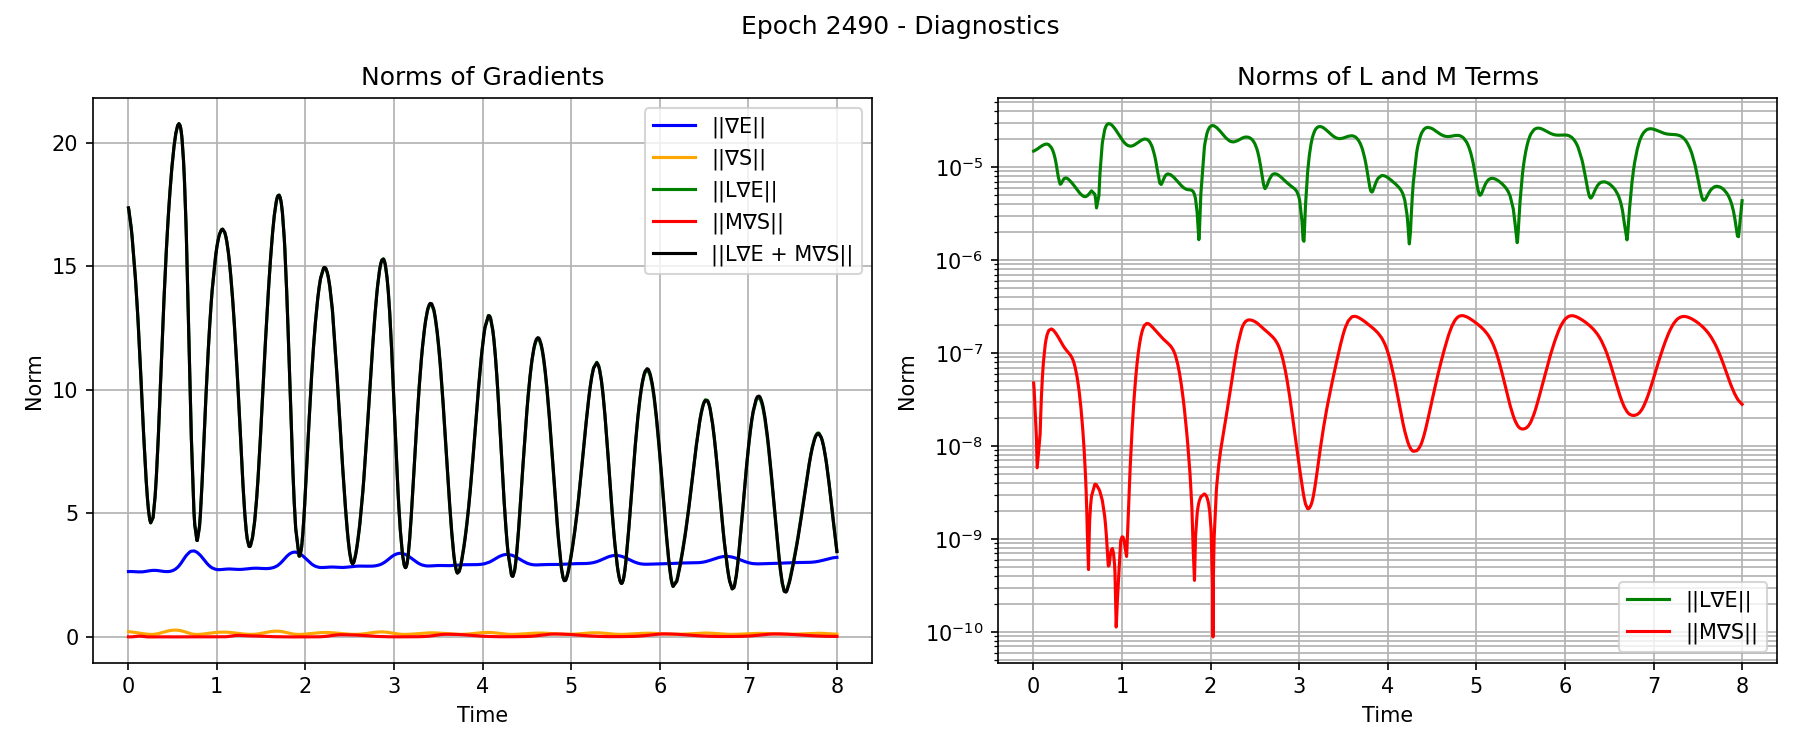 Epoch 2490 - Diagnostics
Norms of Gradients
Norm
20
15
10
5
0
0 1 2 3 4 5 6 7 8
Time
||∇E||
||∇S||
||L∇E||
||M∇S||
||L∇E + M∇S||
Norms of L and M Terms
Norm
10⁻⁵
10⁻⁶
10⁻⁷
10⁻⁸
10⁻⁹
10⁻¹⁰
0 1 2 3 4 5 6 7 8
Time
||L∇E||
||M∇S||